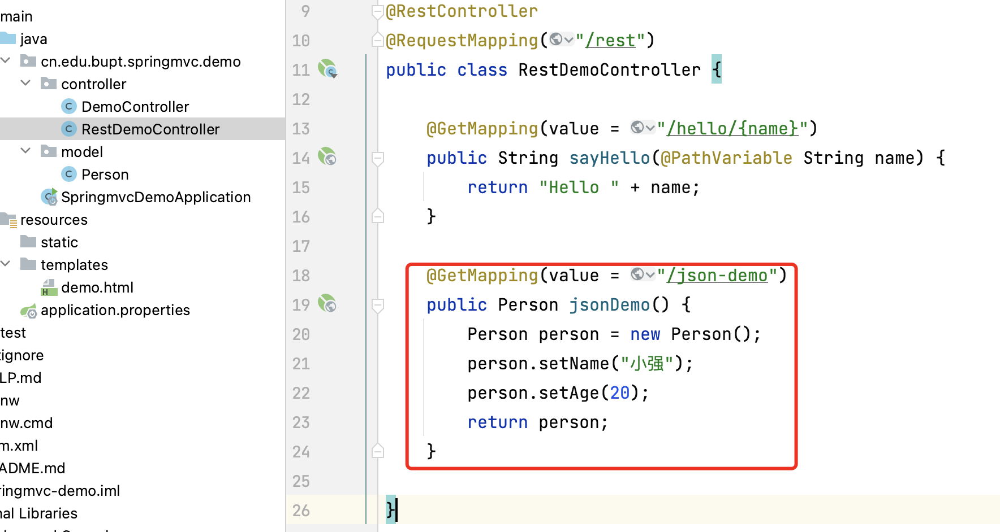 main
java
cn.edu.bupt.springmvc.demo
controller
DemoController
RestDemoController
model
Person
SpringmvcDemoApplication
resources
static
templates
demo.html
application.properties
test
tignore
LP.md
nw
nw.cmd
m.xml
ADME.md
ringmvc-demo.iml
nal Libraries
9 @RestController
10 @RequestMapping("/rest")
11 public class RestDemoController {
12
13 @GetMapping(value = "/hello/{name}")
14 public String sayHello(@PathVariable String name) {
15 return "Hello " + name;
16 }
17
18 @GetMapping(value = "/json-demo")
19 public Person jsonDemo() {
20 Person person = new Person();
21 person.setName("小强");
22 person.setAge(20);
23 return person;
24 }
25
26 }